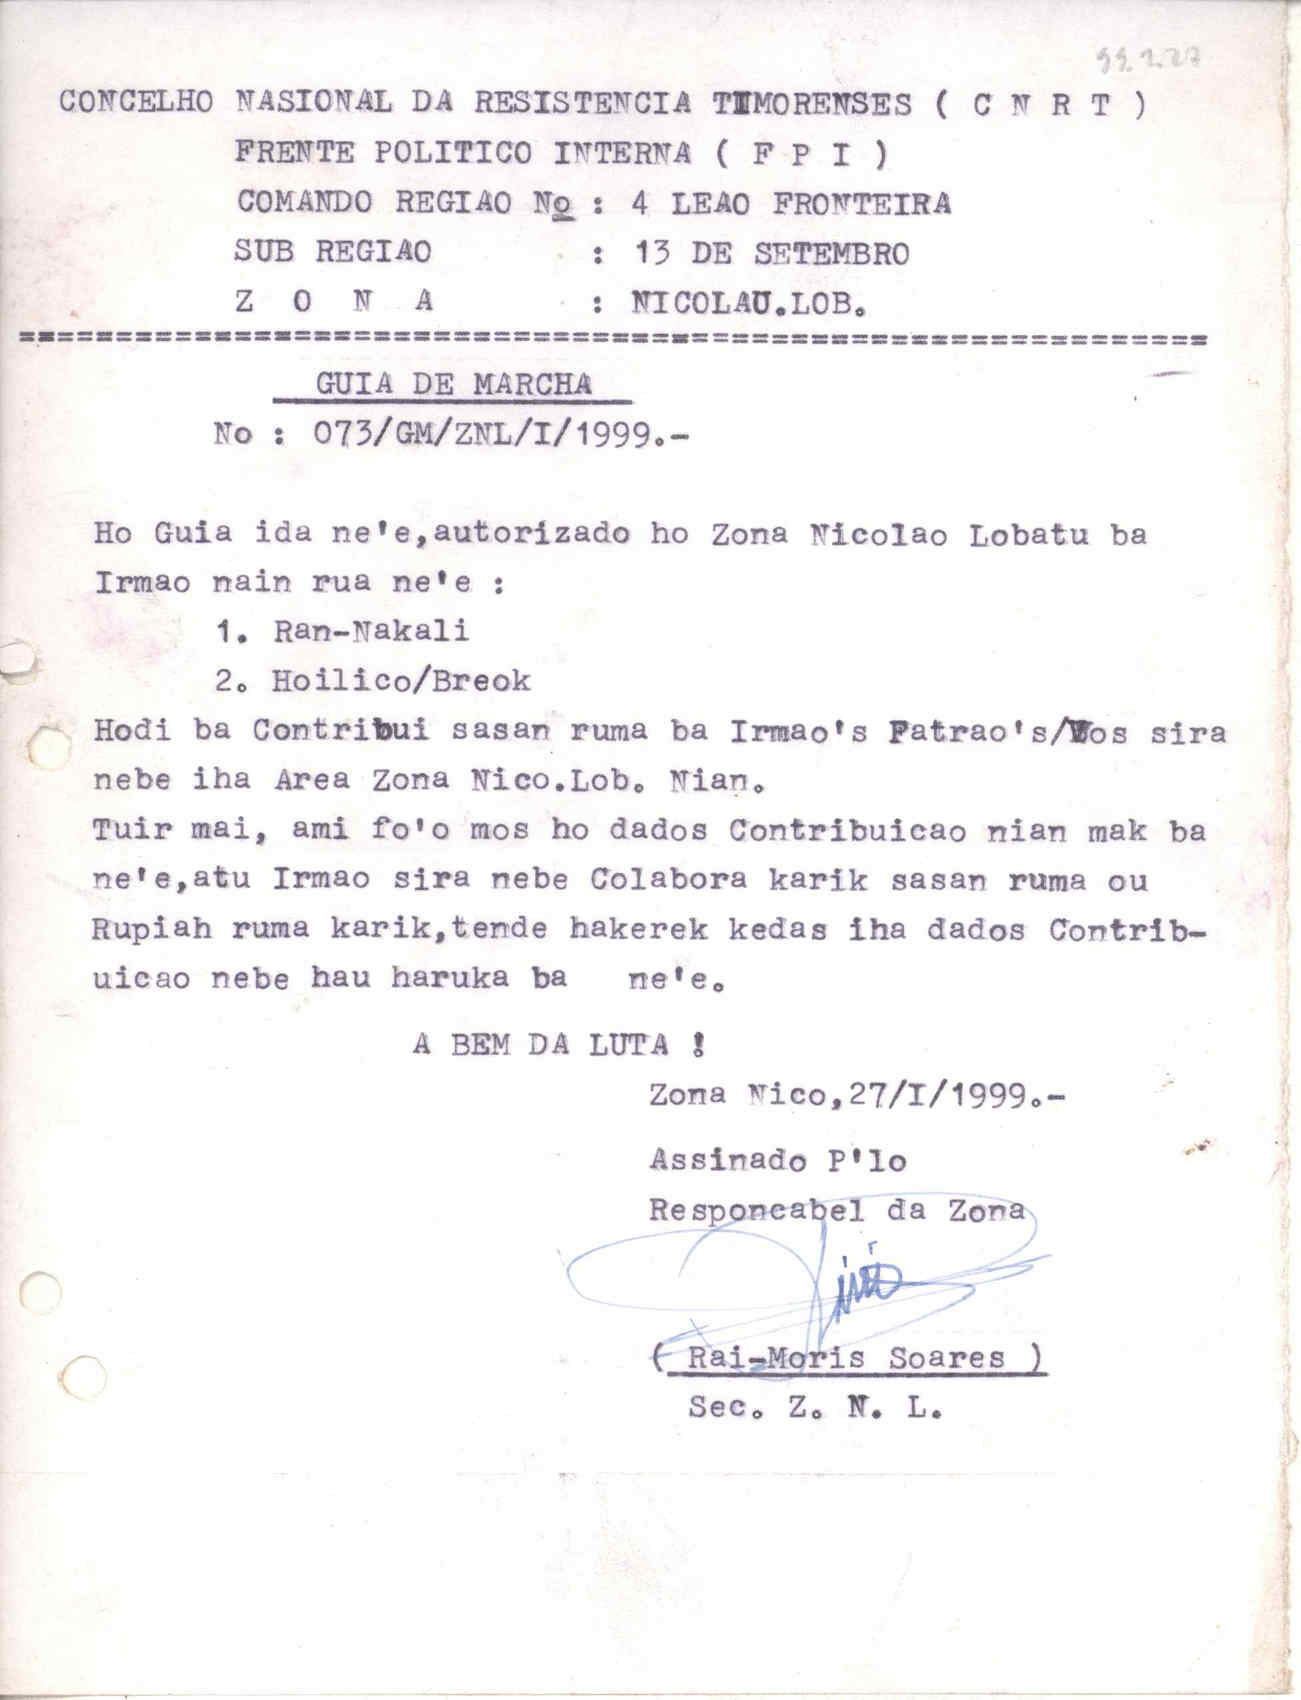 CONCELHO NASIONAL DA RESISTENCIA TIMORENSES ( C N R T )
FRENTE POLITICO INTERNA ( F P I )
COMANDO REGIAO No : 4 LEAO FRONTEIRA
SUB REGIAO : 13 DE SETEMBRO
Z O N A : NICOLAU.LOB.
============================================================
GUIA DE MARCHA
No : 073/GM/ZNL/I/1999.-
Ho Guia ida ne'e,autorizado ho Zona Nicolao Lobatu ba
Irmao nain rua ne'e :
1. Ran-Nakali
2. Hoilico/Breok
Hodi ba Contribui sasan ruma ba Irmao's Patrao's/Vos sira
nebe iha Area Zona Nico.Lob. Nian.
Tuir mai, ami fo'o mos ho dados Contribuicao nian mak ba
ne'e,atu Irmao sira nebe Colabora karik sasan ruma ou
Rupiah ruma karik,tende hakerek kedas iha dados Contrib-
uicao nebe hau haruka ba ne'e.
A BEM DA LUTA !
Zona Nico,27/I/1999.-
Assinado P'lo
Responcabel da Zona
( Rai-Moris Soares )
Sec. Z. N. L.